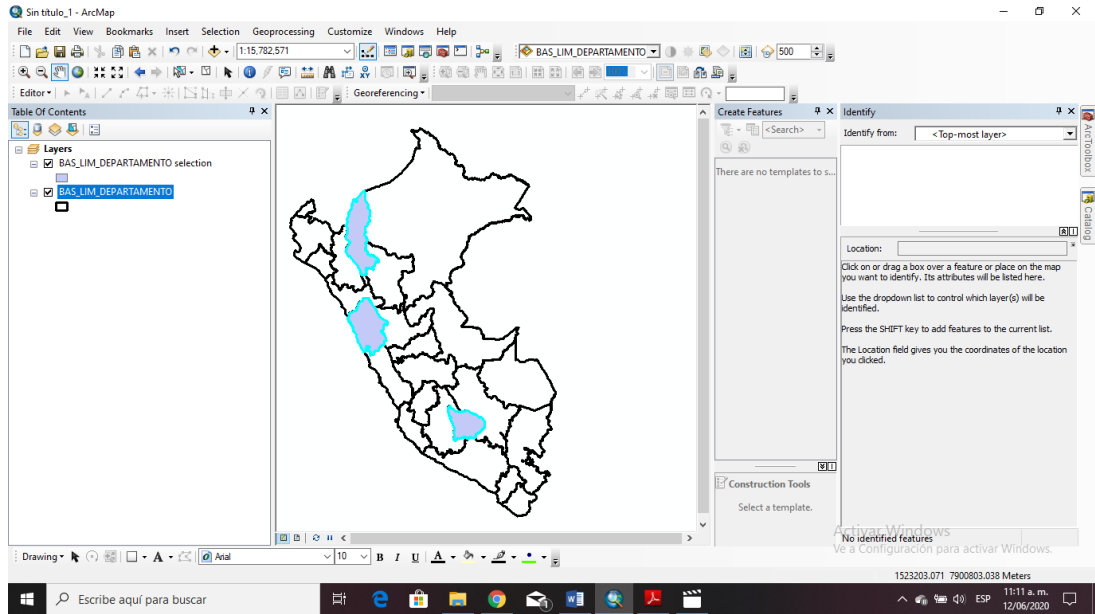 Sin título_1 - ArcMap
File Edit View Bookmarks Insert Selection Geoprocessing Customize Windows Help
1:15,782,571
BAS_LIM_DEPARTAMENTO
500
Editor
Georeferencing
Table Of Contents
Layers
BAS_LIM_DEPARTAMENTO selection
BAS_LIM_DEPARTAMENTO
Create Features
<Search>
There are no templates to s...
Construction Tools
Select a template.
Identify
Identify from: <Top-most layer>
Location:
Click on or drag a box over a feature or place on the map
you want to identify. Its attributes will be listed here.
Use the dropdown list to control which layer(s) will be
identified.
Press the SHIFT key to add features to the current list.
The Location field gives you the coordinates of the location
you clicked.
No identified features
ArcToolbox
Catalog
Activar Windows
Ve a Configuración para activar Windows.
Drawing A Arial 10 B I U A
1523203.071 7900803.038 Meters
Escribe aquí para buscar
ESP
11:11 a. m.
12/06/2020